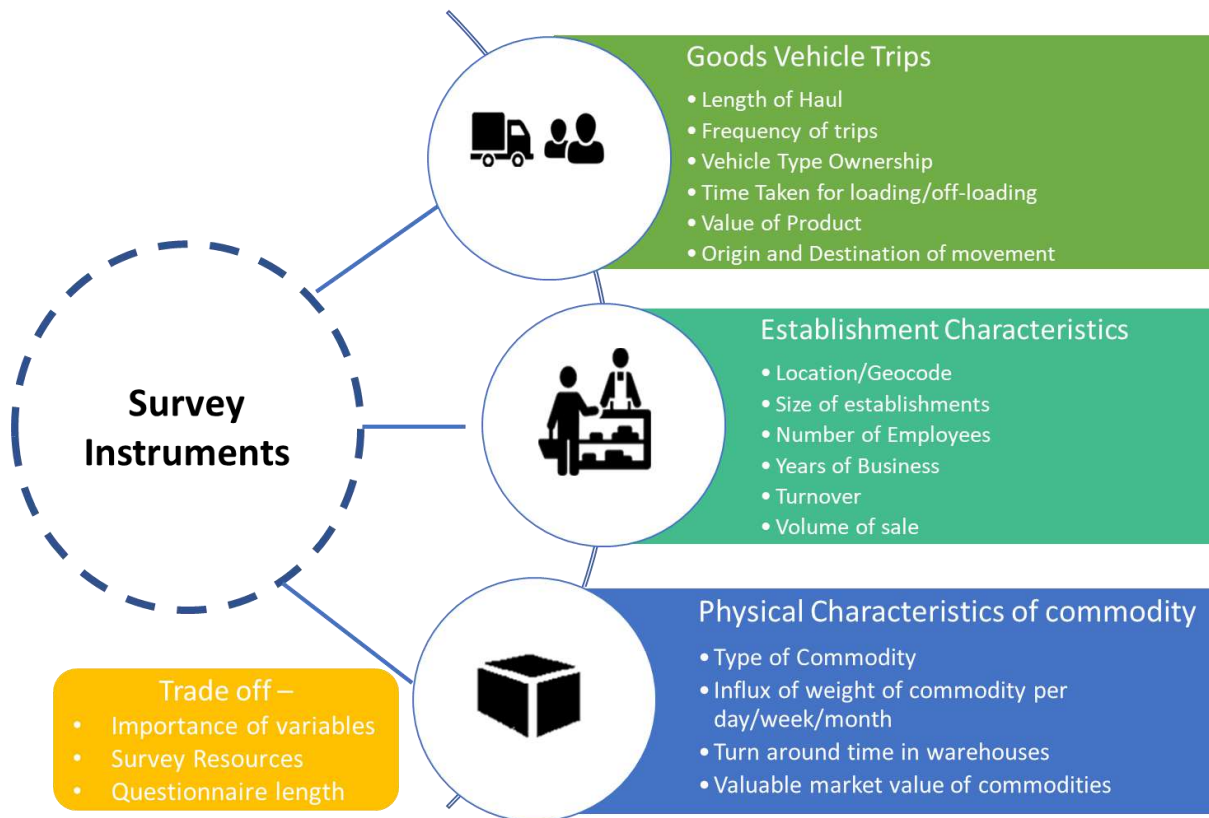 Goods Vehicle Trips
• Length of Haul
• Frequency of trips
• Vehicle Type Ownership
• Time Taken for loading/off-loading
• Value of Product
• Origin and Destination of movement
Survey
Instruments
Establishment Characteristics
• Location/Geocode
• Size of establishments
• Number of Employees
• Years of Business
• Turnover
• Volume of sale
Physical Characteristics of commodity
• Type of Commodity
• Influx of weight of commodity per
day/week/month
• Turn around time in warehouses
• Valuable market value of commodities
Trade off –
• Importance of variables
• Survey Resources
• Questionnaire length